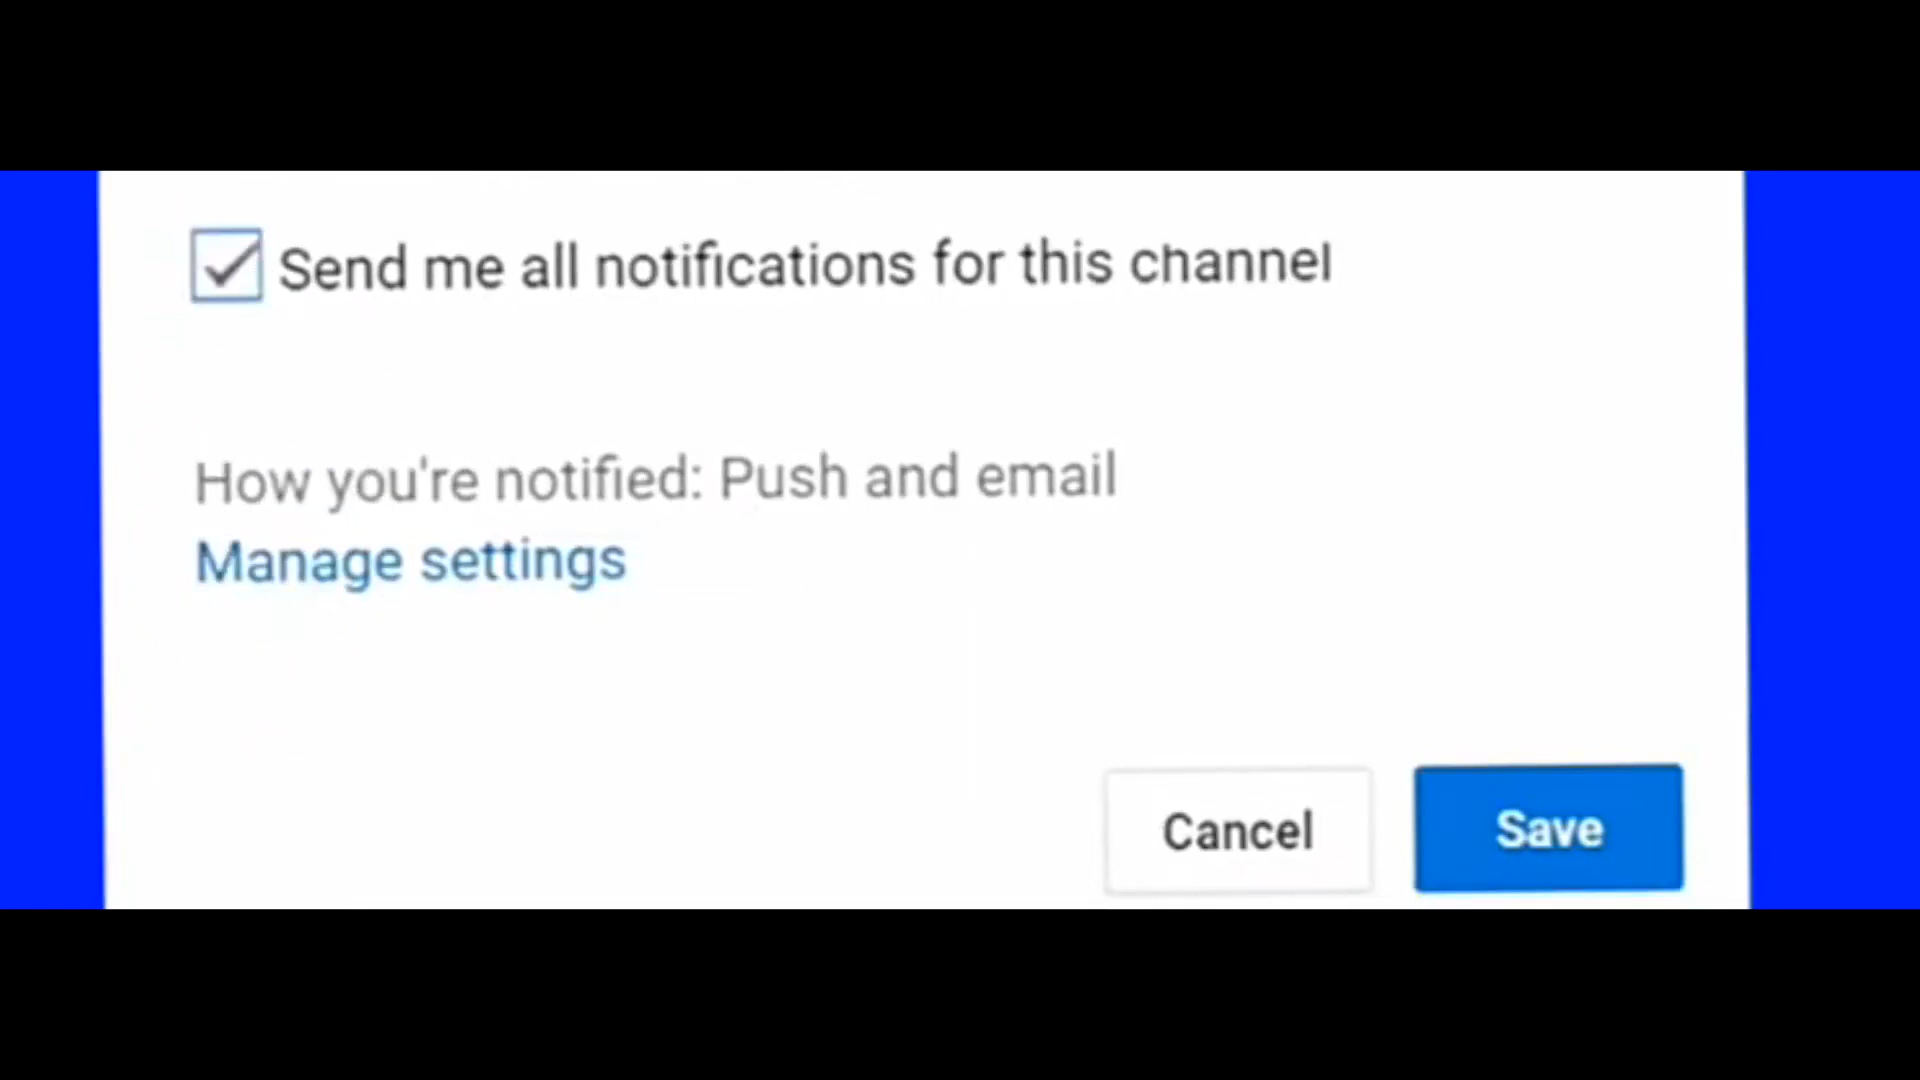 Send me all notifications for this channel
How you're notified: Push and email
Manage settings
Cancel
Save